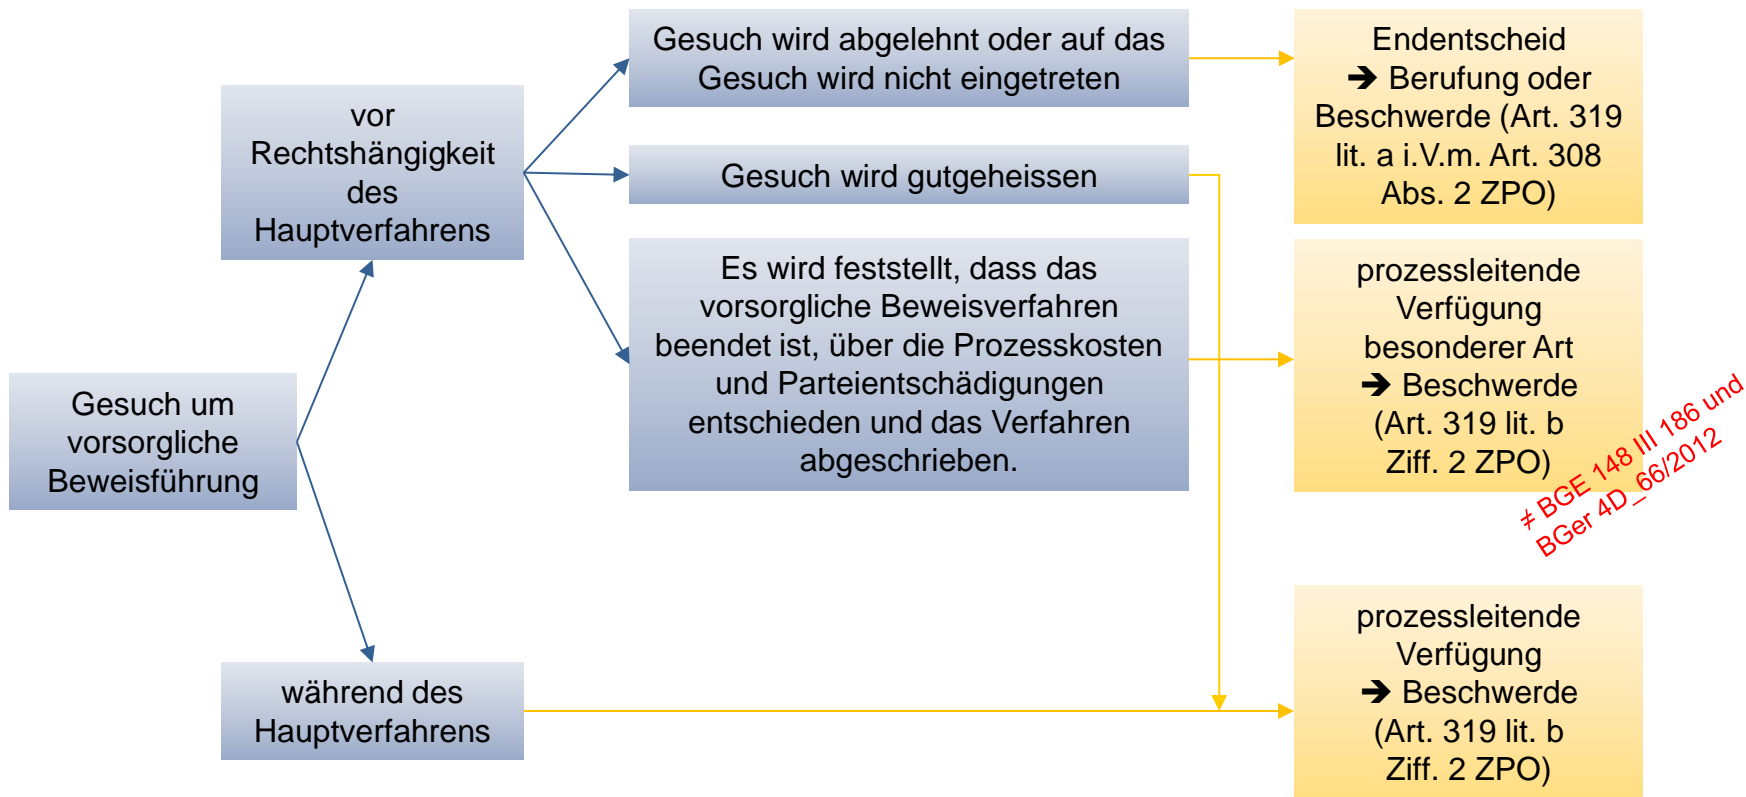 Gesuch um
vorsorgliche
Beweisführung
vor
Rechtshängigkeit
des
Hauptverfahrens
während des
Hauptverfahrens
Gesuch wird abgelehnt oder auf das
Gesuch wird nicht eingetreten
Gesuch wird gutgeheissen
Es wird feststellt, dass das
vorsorgliche Beweisverfahren
beendet ist, über die Prozesskosten
und Parteientschädigungen
entschieden und das Verfahren
abgeschrieben.
Endentscheid
➔ Berufung oder
Beschwerde (Art. 319
lit. a i.V.m. Art. 308
Abs. 2 ZPO)
prozessleitende
Verfügung
besonderer Art
➔ Beschwerde
(Art. 319 lit. b
Ziff. 2 ZPO)
≠ BGE 148 III 186 und
BGer 4D_66/2012
prozessleitende
Verfügung
➔ Beschwerde
(Art. 319 lit. b
Ziff. 2 ZPO)